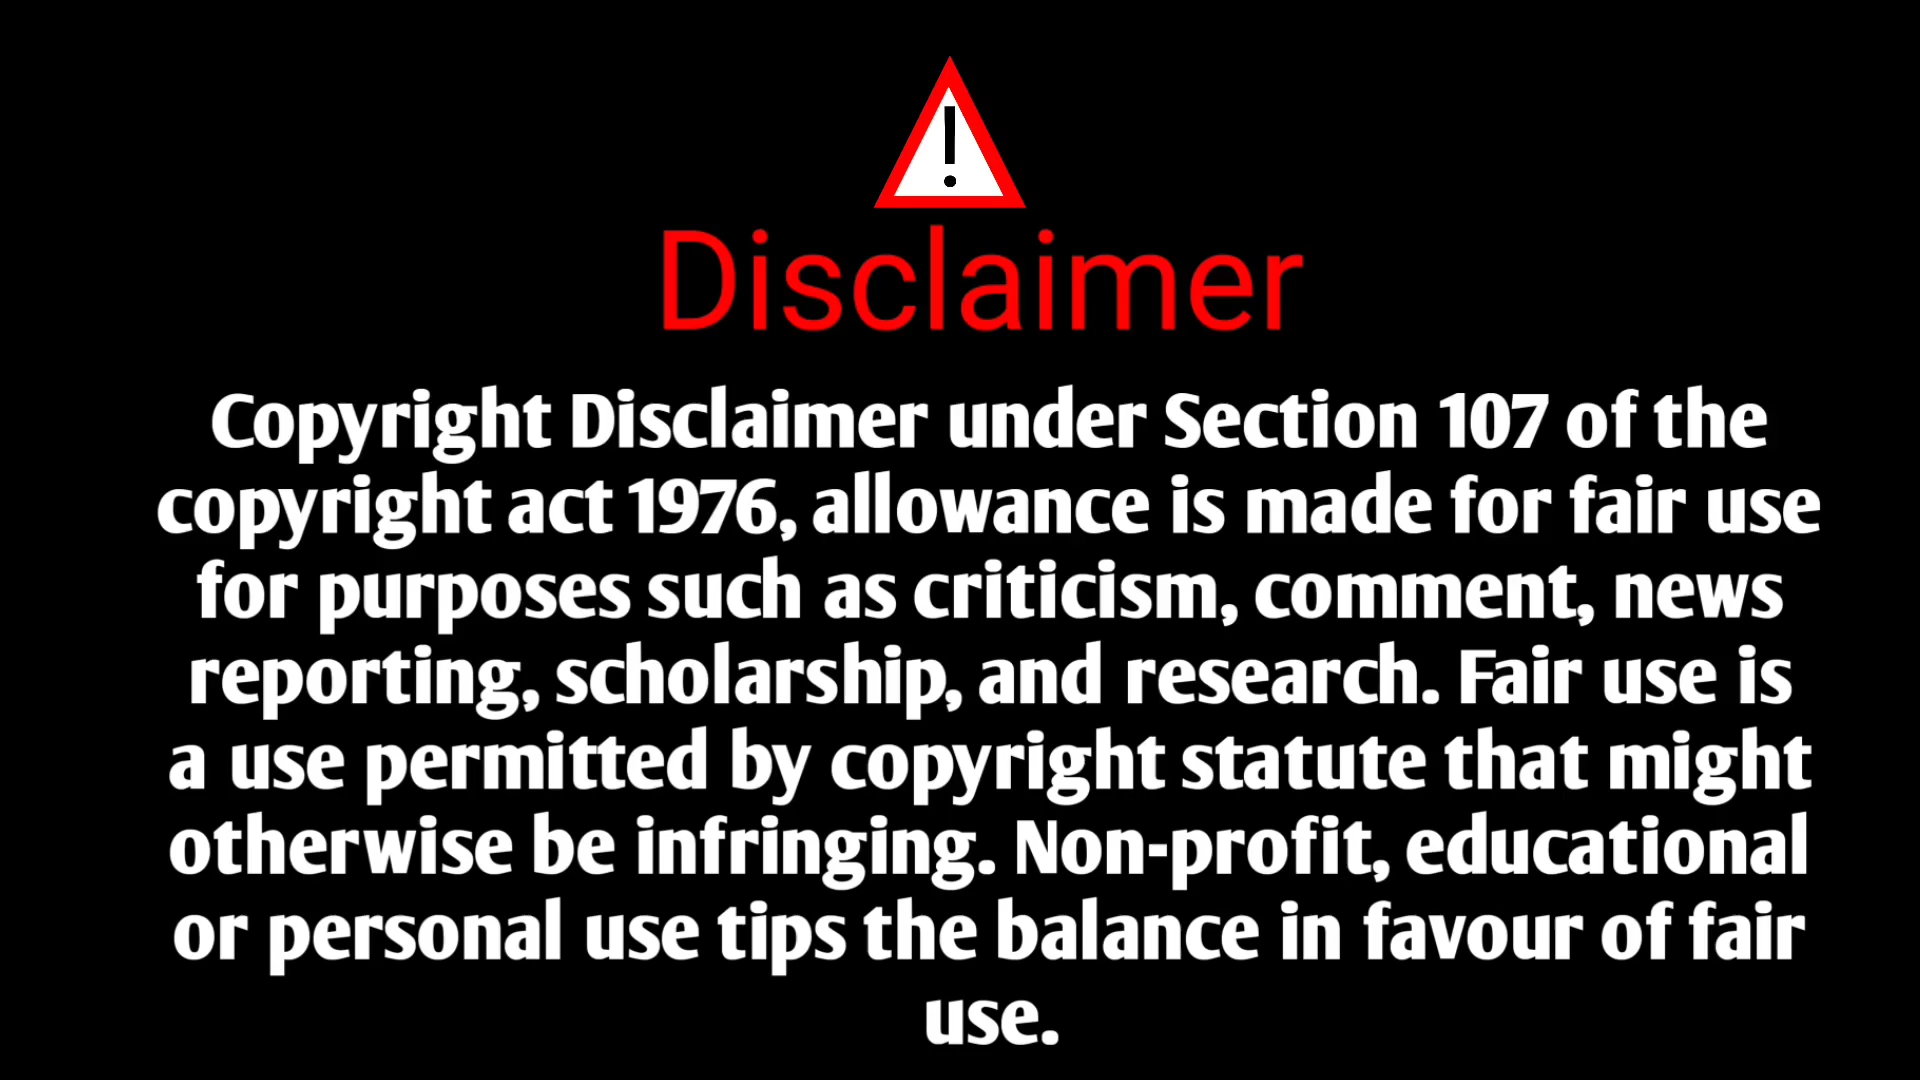 Disclaimer
Copyright Disclaimer under Section 107 of the
copyright act 1976, allowance is made for fair use
for purposes such as criticism, comment, news
reporting, scholarship, and research. Fair use is
a use permitted by copyright statute that might
otherwise be infringing. Non-profit, educational
or personal use tips the balance in favour of fair
use.